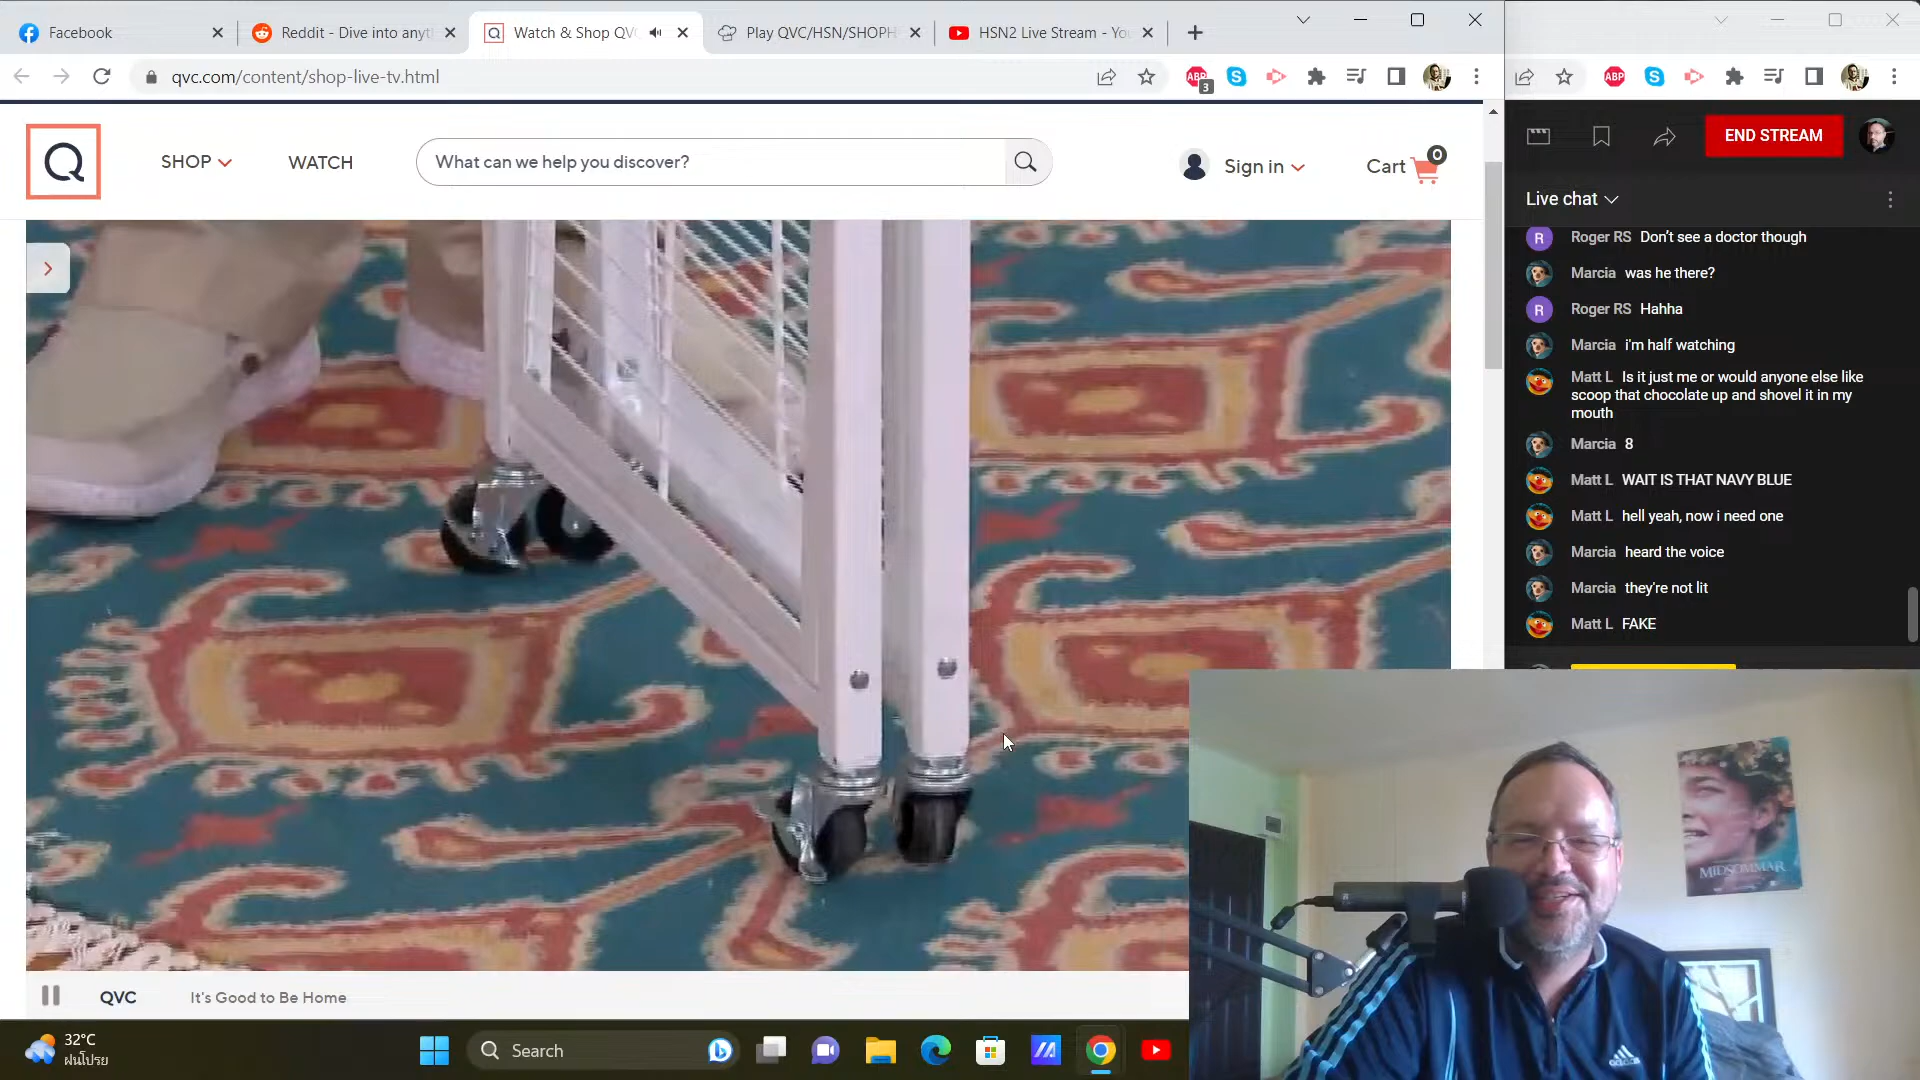 Facebook
Reddit - Dive into anyt
Watch & Shop QVC
Play QVC/HSN/SHOPH
HSN2 Live Stream - Yo
qvc.com/content/shop-live-tv.html
ABP
3
ABP
Q
SHOP
WATCH
What can we help you discover?
Sign in
Cart
0
END STREAM
Live chat
R Roger RS Don't see a doctor though
Marcia was he there?
R Roger RS Hahha
Marcia i'm half watching
Matt L Is it just me or would anyone else like
scoop that chocolate up and shovel it in my
mouth
Marcia 8
Matt L WAIT IS THAT NAVY BLUE
Matt L hell yeah, now i need one
Marcia heard the voice
Marcia they're not lit
Matt L FAKE
MIDSOMMAR
adidas
QVC
It's Good to Be Home
32°C
ฝนโปรย
Search